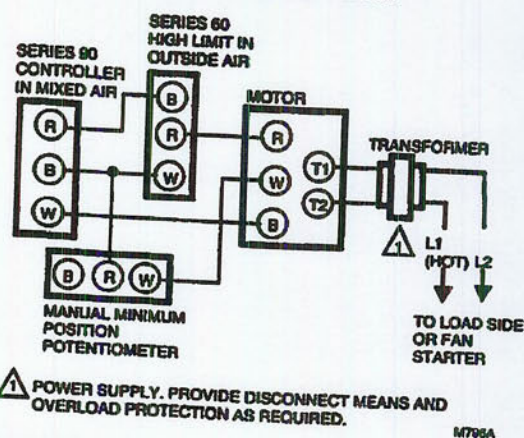 SERIES 60
HIGH LIMIT IN
OUTSIDE AIR
SERIES 90
CONTROLLER
IN MIXED AIR
MOTOR
TRANSFORMER
R
B
W
B
R
W
R
W
B
T1
T2
1
L1
(HOT) L2
B R W
MANUAL MINIMUM
POSITION
POTENTIOMETER
TO LOAD SIDE
OR FAN
STARTER
1 POWER SUPPLY. PROVIDE DISCONNECT MEANS AND
OVERLOAD PROTECTION AS REQUIRED.
M796A